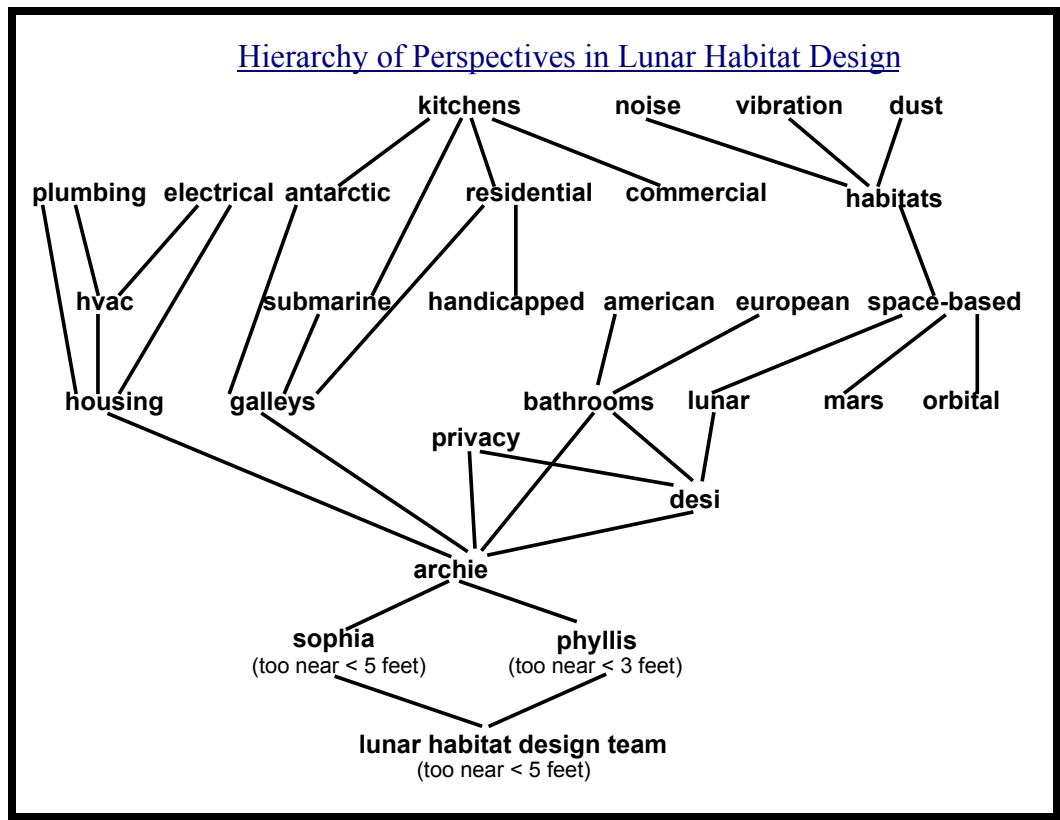 Hierarchy of Perspectives in Lunar Habitat Design
kitchens noise vibration dust
plumbing electrical antarctic residential commercial habitats
hvac submarine handicapped american european space-based
housing galleys bathrooms lunar mars orbital
privacy
desi
archie
sophia phyllis
(too near < 5 feet) (too near < 3 feet)
lunar habitat design team
(too near < 5 feet)